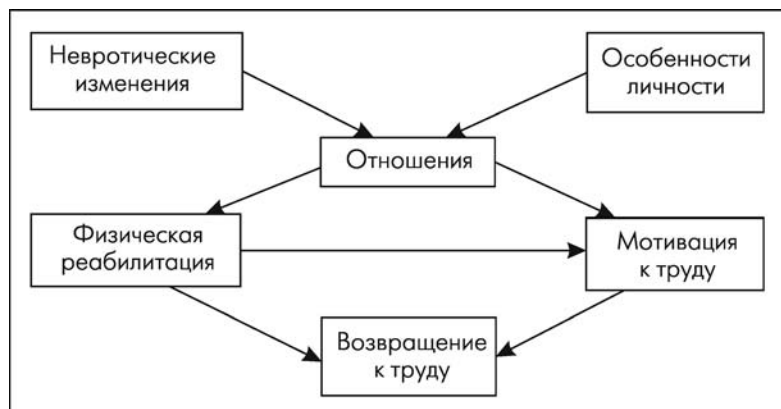 Невротические
изменения
Особенности
личности
Отношения
Физическая
реабилитация
Мотивация
к труду
Возвращение
к труду